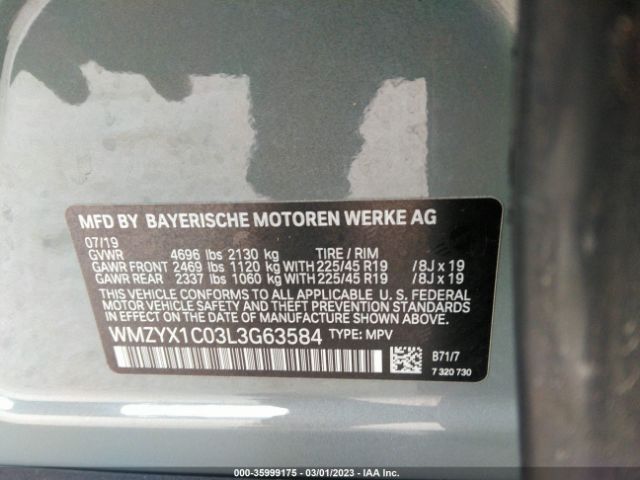 MFD BY BAYERISCHE MOTOREN WERKE AG
07/19
GVWR 4696 lbs 2130 kg TIRE / RIM
GAWR FRONT 2469 lbs 1120 kg WITH 225/45 R19 /8J x 19
GAWR REAR 2337 lbs 1060 kg WITH 225/45 R19 /8J x 19
THIS VEHICLE CONFORMS TO ALL APPLICABLE U. S. FEDERAL
MOTOR VEHICLE SAFETY, BUMPER, AND THEFT PREVENTION STANDARDS
IN EFFECT ON THE DATE OF MANUFACTURE SHOWN ABOVE.
WMZYX1C03L3G63584 TYPE: MPV
B71/7
7 320 730
000-35999175 — 03/01/2023 — IAA Inc.